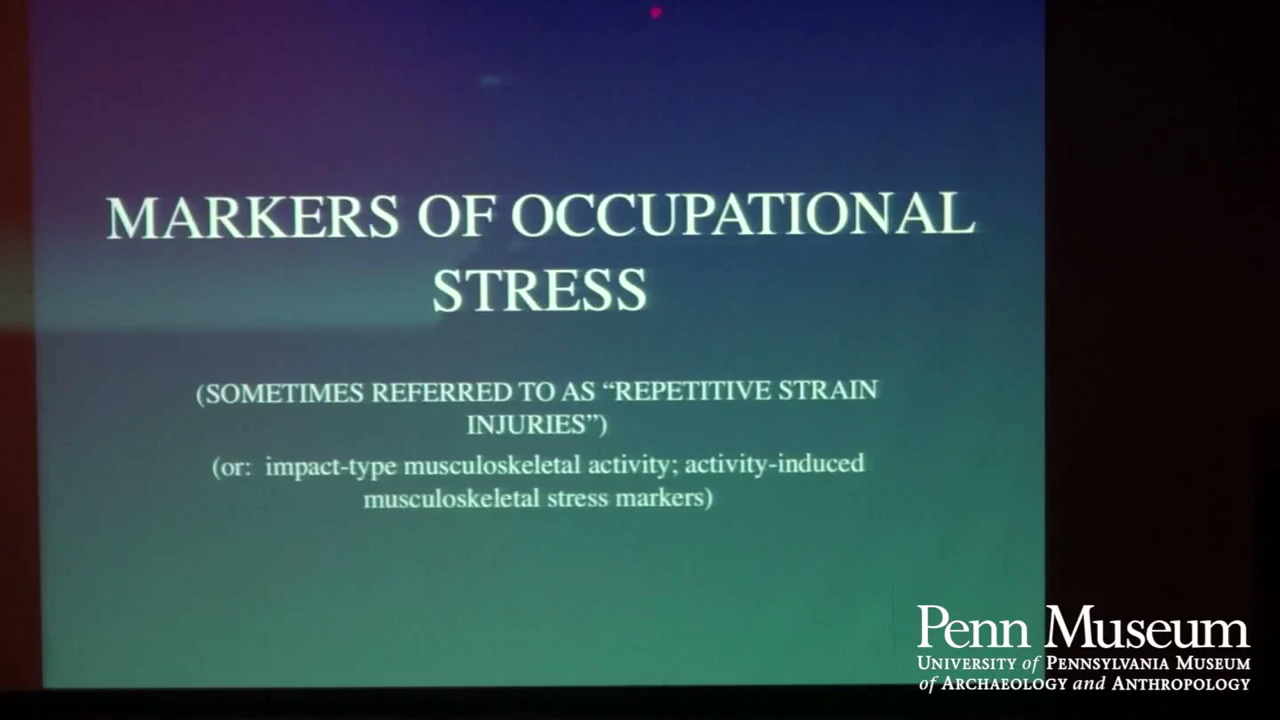 MARKERS OF OCCUPATIONAL
STRESS
(SOMETIMES REFERRED TO AS “REPETITIVE STRAIN
INJURIES”)
(or:  impact-type musculoskeletal activity; activity-induced
musculoskeletal stress markers)
Penn Museum
UNIVERSITY of PENNSYLVANIA MUSEUM
of ARCHAEOLOGY and ANTHROPOLOGY